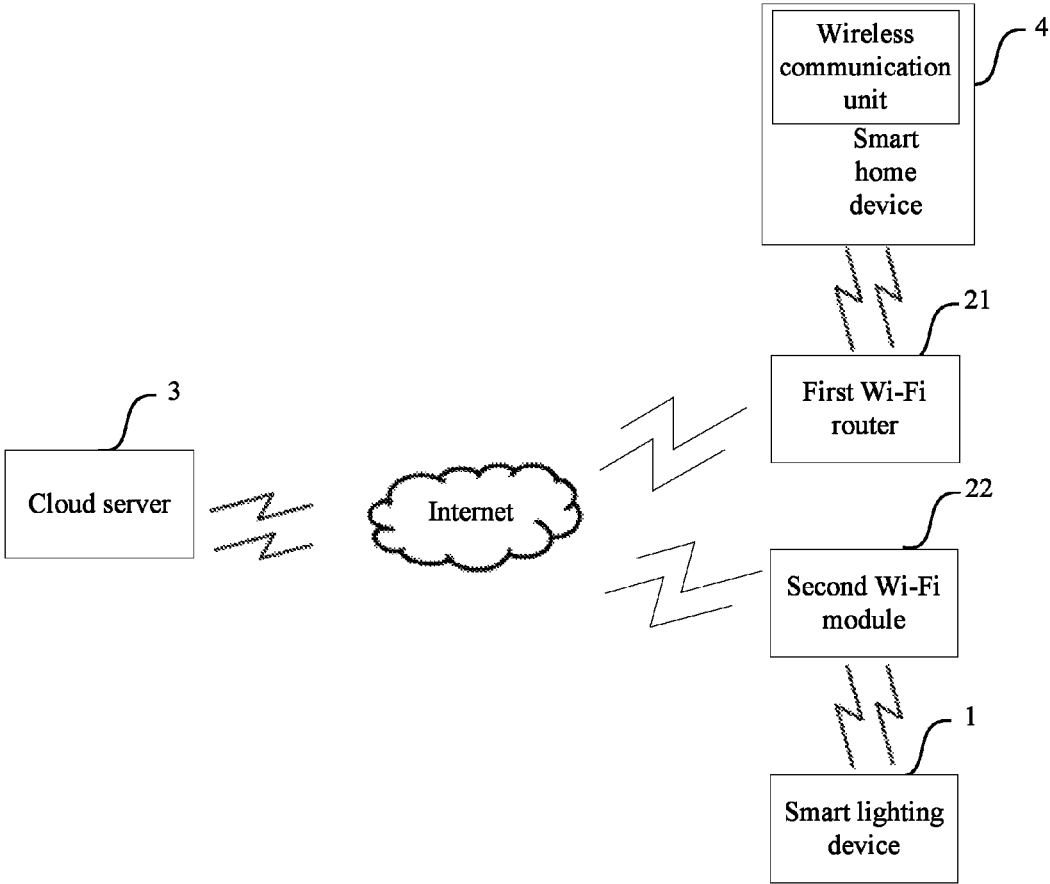 Wireless
communication
unit
4
Smart
home
device
21
First Wi-Fi
router
3
Cloud server
Internet
22
Second Wi-Fi
module
1
Smart lighting
device